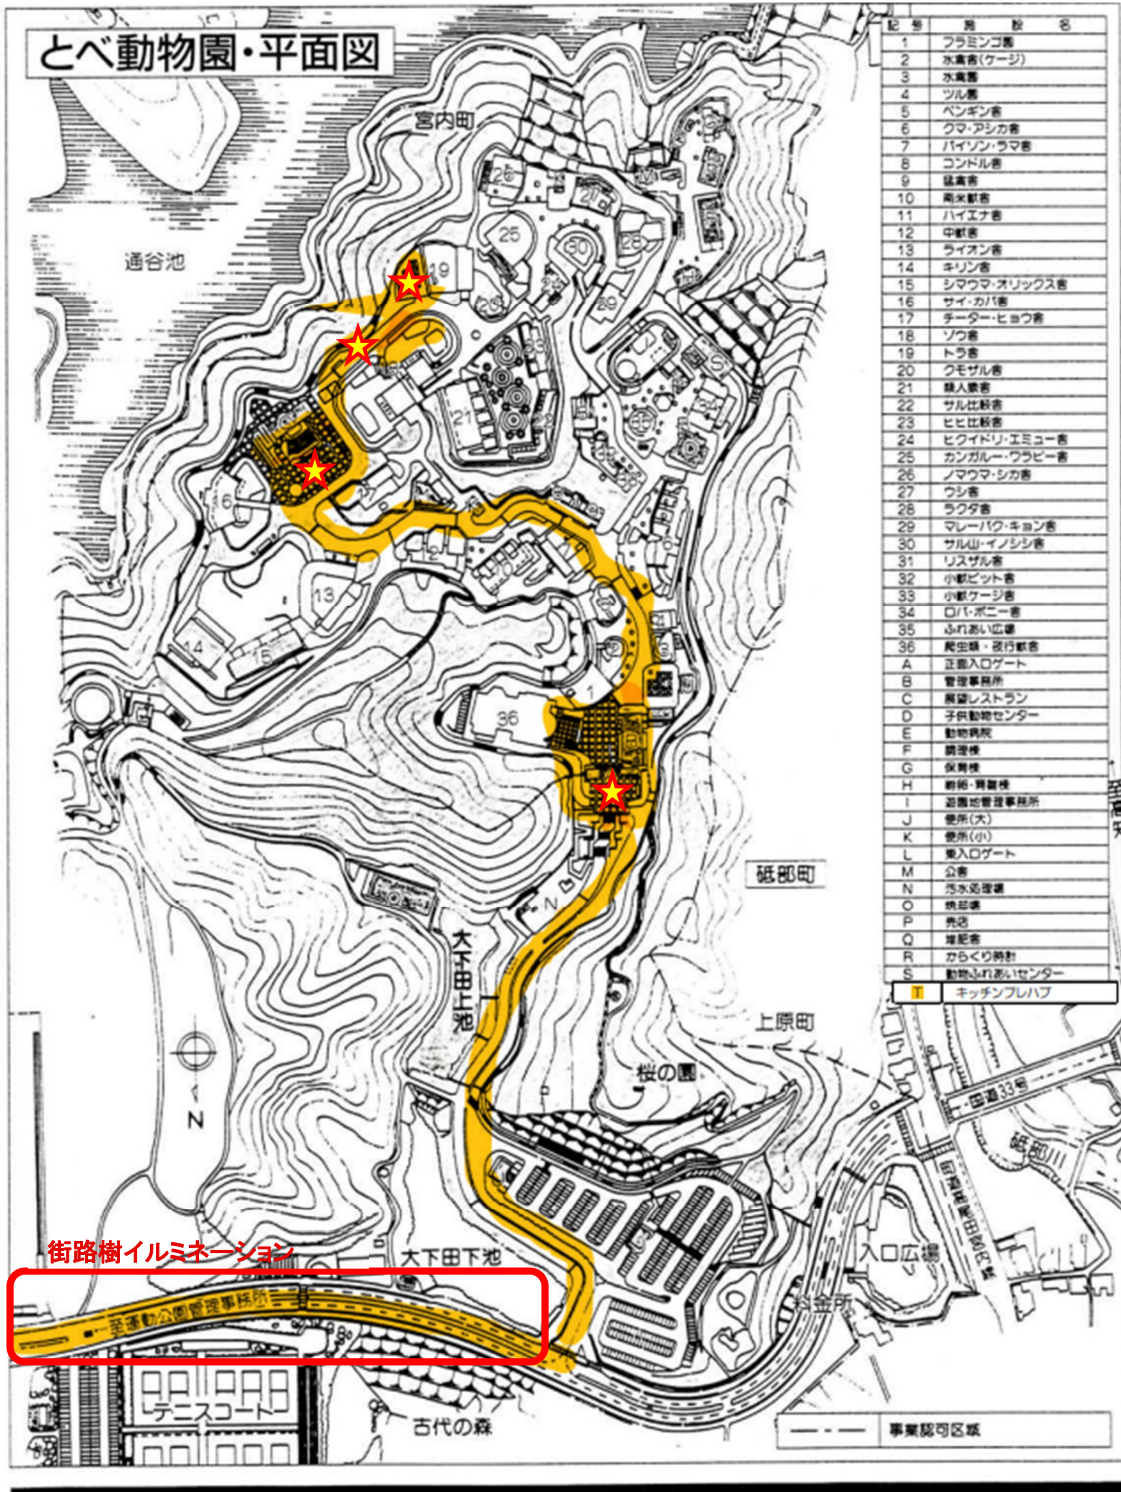 とべ動物園・平面図
記号 施設名
1 フラミンゴ園
2 水禽舎(ケージ)
3 水禽園
4 ツル園
5 ペンギン舎
6 クマ・アシカ舎
7 バイソン・ラマ舎
8 コンドル舎
9 猛禽舎
10 南米獣舎
11 ハイエナ舎
12 中獣舎
13 ライオン舎
14 キリン舎
15 シマウマ・オリックス舎
16 サイ・カバ舎
17 チーター・ヒョウ舎
18 ゾウ舎
19 トラ舎
20 クモザル舎
21 類人猿舎
22 サル比較舎
23 ヒヒ比較舎
24 ヒクイドリ・エミュー舎
25 カンガルー・ワラビー舎
26 ノマウマ・シカ舎
27 ウシ舎
28 ラクダ舎
29 マレーバク・キョン舎
30 サル山・イノシシ舎
31 リスザル舎
32 小獣ピット舎
33 小獣ケージ舎
34 ロバ・ポニー舎
35 ふれあい広場
36 爬虫類・夜行獣舎
A 正面入口ゲート
B 管理事務所
C 展望レストラン
D 子供動物センター
E 動物病院
F 調理棟
G 保育棟
H 孵卵・育雛棟
I 遊園地管理事務所
J 便所(大)
K 便所(小)
L 東入口ゲート
M 公舎
N 汚水処理場
O 焼却場
P 売店
Q 堆肥舎
R からくり時計
S 動物ふれあいセンター
T キッチンプレハブ
宮内町
通谷池
26
25
30
28
19
29
21
6
12
13
14
15
36
1
N
砥部町
大下田上池
上原町
桜の園
N
国道33号
砥部川
街路樹イルミネーション
大下田下池
入口広場
料金所
←至運動公園管理事務所
テニスコート
古代の森
事業認可区域